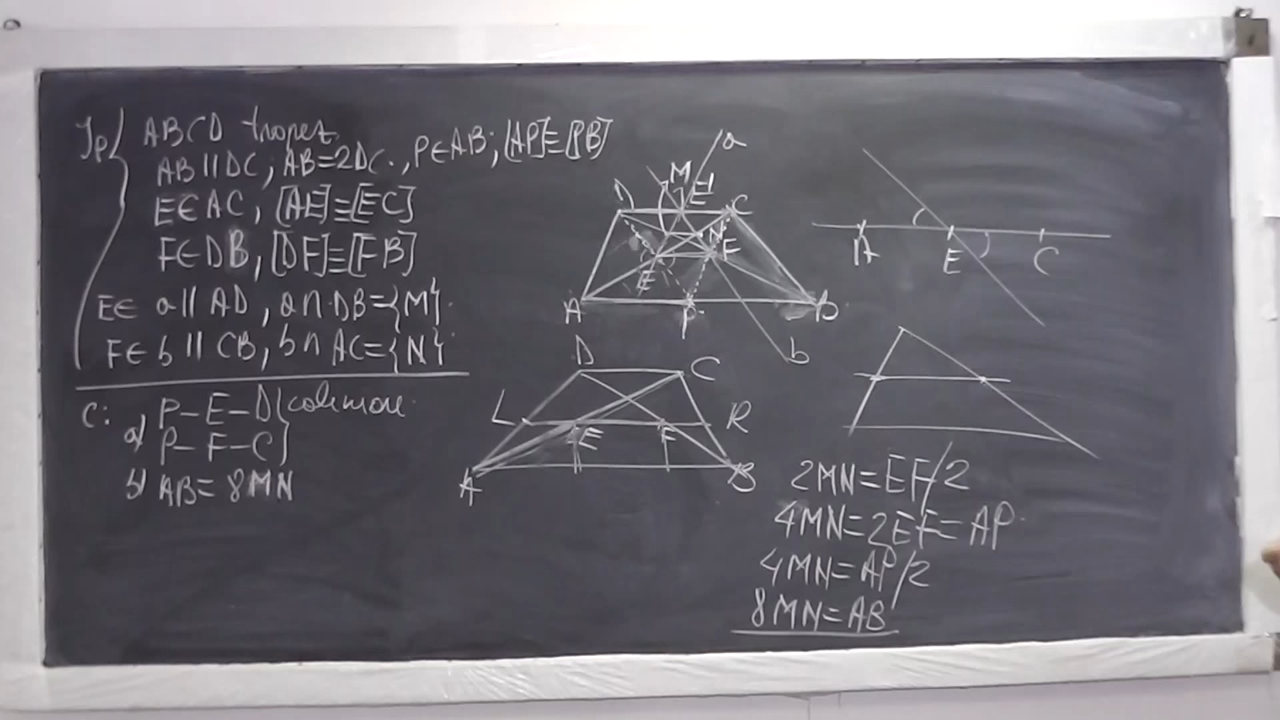 Ip/ ABCD trapez
AB || DC ; AB=2DC., P∈AB; [AP]≡[PB]
E∈AC, [AE]≡[EC]
F∈DB, [DF]≡[FB]
E∈ a || AD, a∩DB={M}.
F∈ b || CB, b∩AC={N}.
C: a) P-E-D
P-F-C
b) AB=8MN
a
D M E' C
N
E F
A P B
b
D C
L E F R
A B
A E C
2MN=EF/2
4MN=2EF=AP.
4MN=AP/2
8MN=AB